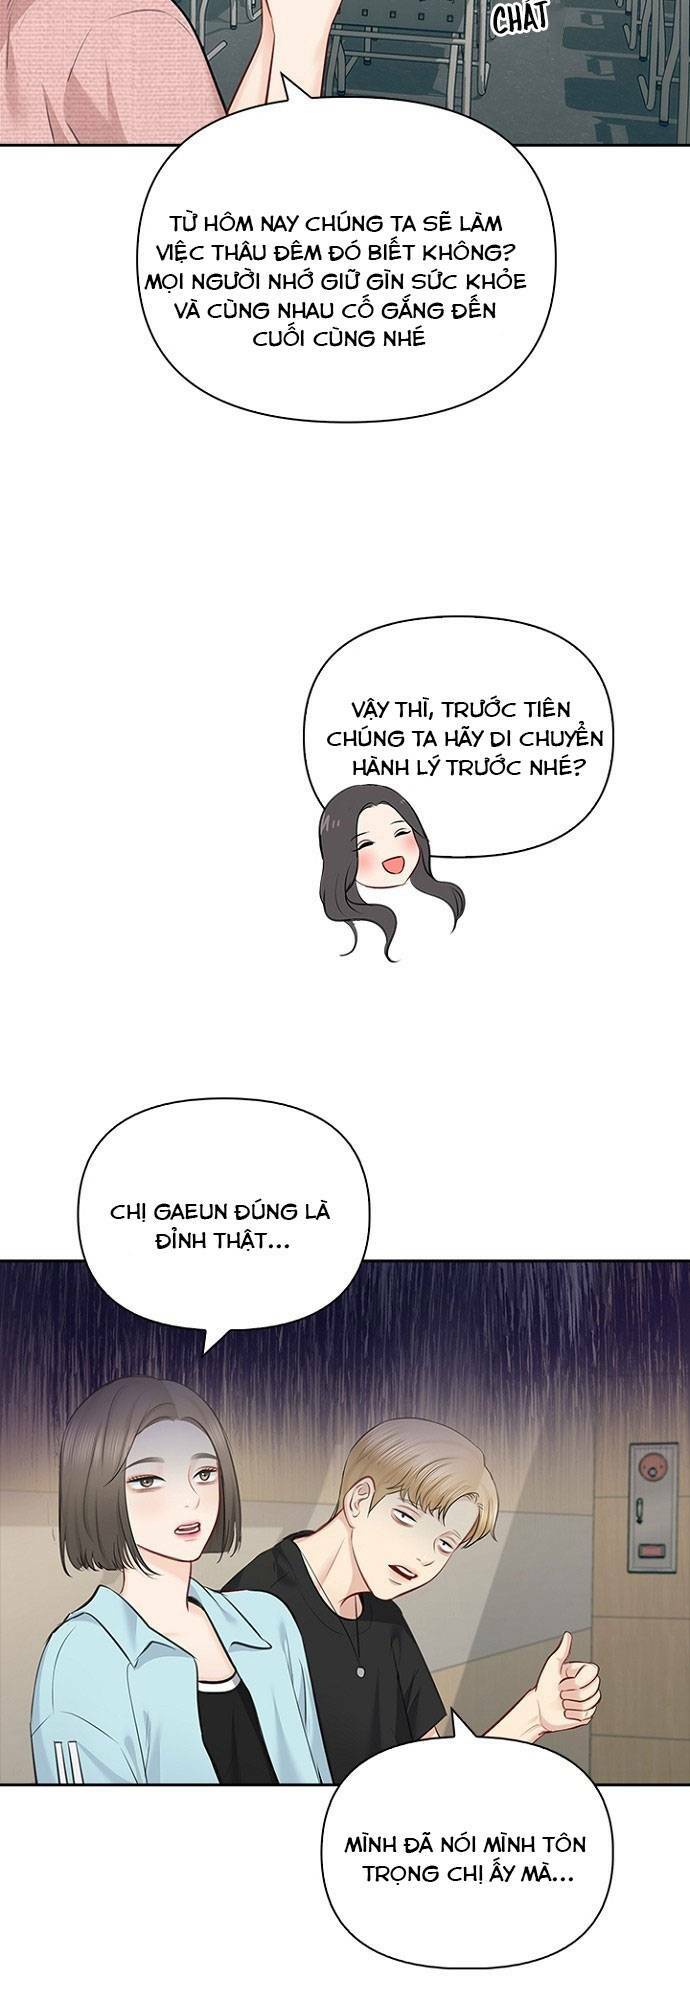 CHÁT
TỪ HÔM NAY CHÚNG TA SẼ LÀM
VIỆC THÂU ĐÊM ĐÓ BIẾT KHÔNG?
MỌI NGƯỜI NHỚ GIỮ GÌN SỨC KHỎE
VÀ CÙNG NHAU CỐ GẮNG ĐẾN
CUỐI CÙNG NHÉ
VẬY THÌ, TRƯỚC TIÊN
CHÚNG TA HÃY DI CHUYỂN
HÀNH LÝ TRƯỚC NHÉ?
CHỊ GAEUN ĐÚNG LÀ
ĐỈNH THẬT...
MÌNH ĐÃ NÓI MÌNH TÔN
TRỌNG CHỊ ẤY MÀ...